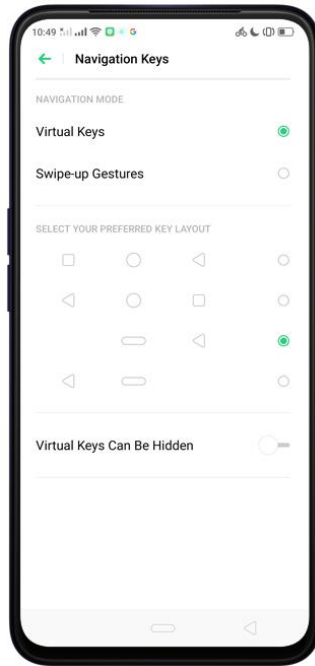 10:49
Navigation Keys
NAVIGATION MODE
Virtual Keys
Swipe-up Gestures
SELECT YOUR PREFERRED KEY LAYOUT
Virtual Keys Can Be Hidden